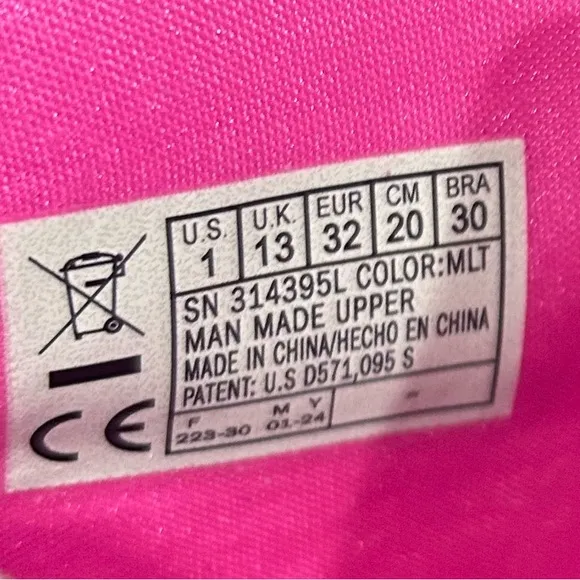 U.S. U.K. EUR CM BRA
1 13 32 20 30
SN 314395L COLOR:MLT
MAN MADE UPPER
MADE IN CHINA/HECHO EN CHINA
PATENT: U.S D571,095 S
F M Y
223-30 01-24 -
CE